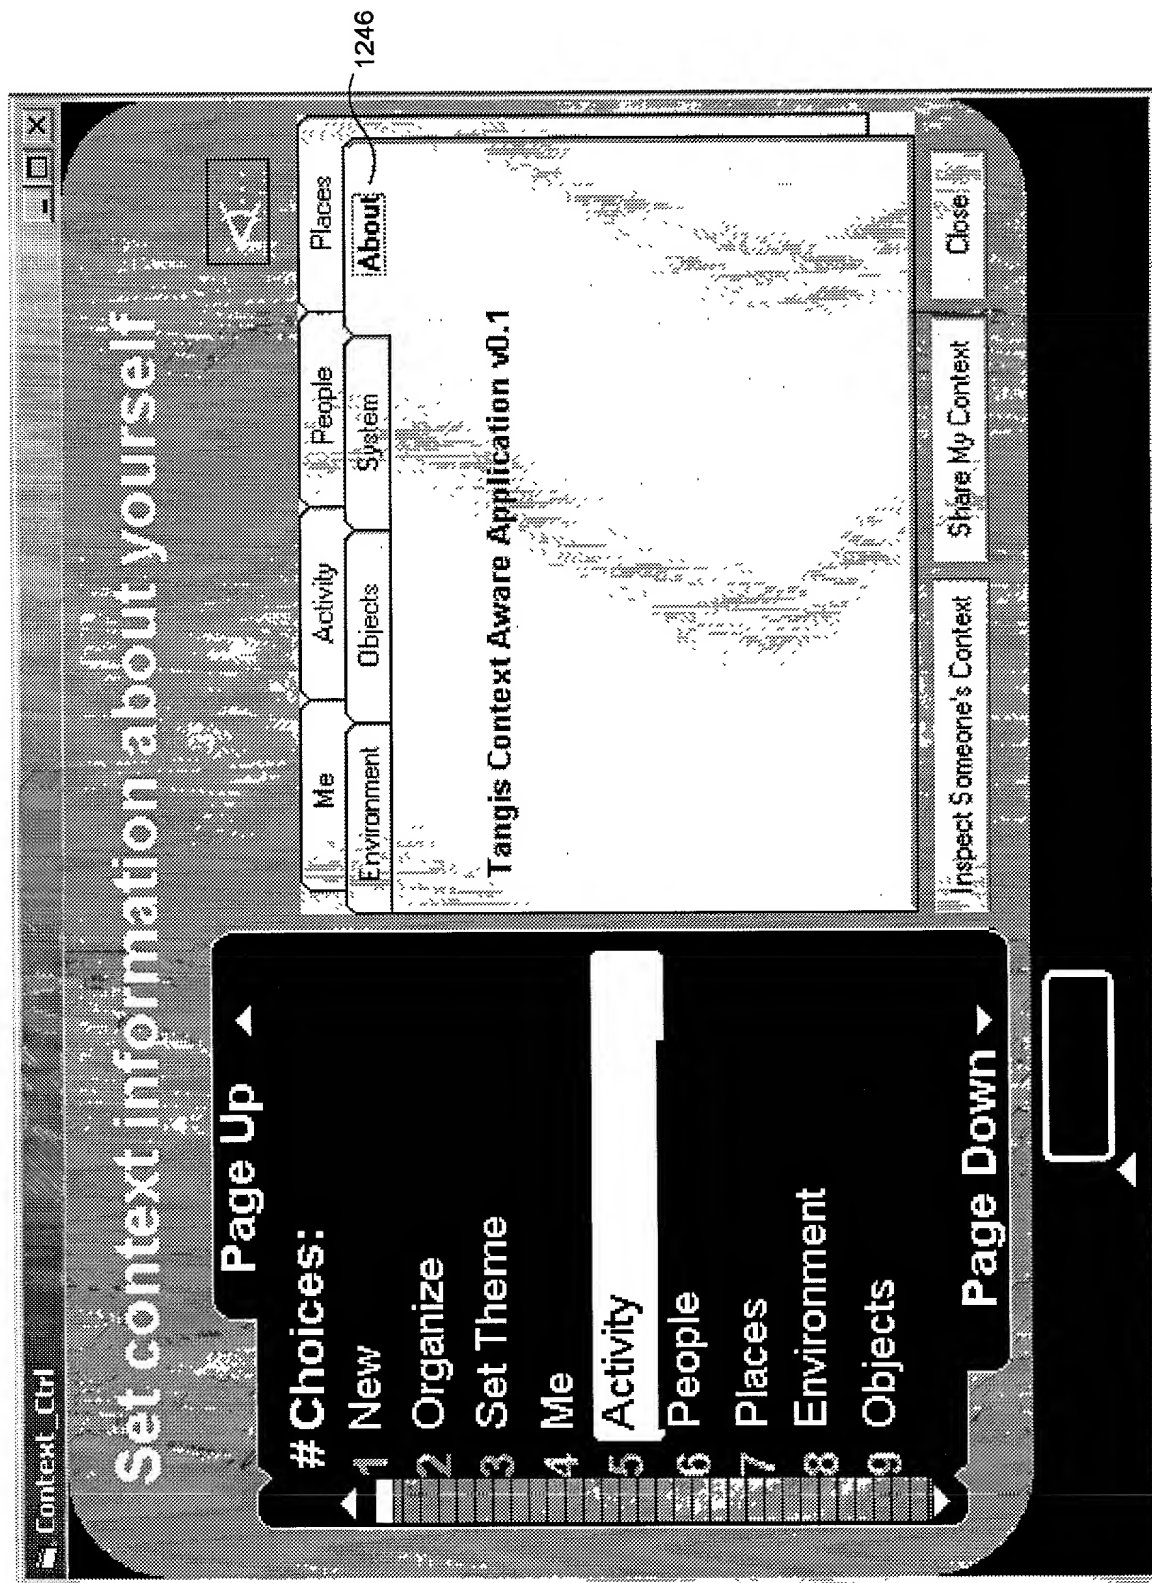 Context_Ctrl
Set context information about yourself
Page Up
# Choices:
1 New
2 Organize
3 Set Theme
4 Me
5 Activity
6 People
7 Places
8 Environment
9 Objects
Page Down
Me Activity People Places
Environment Objects System About
1246
Tangis Context Aware Application v0.1
Inspect Someone's Context Share My Context Close